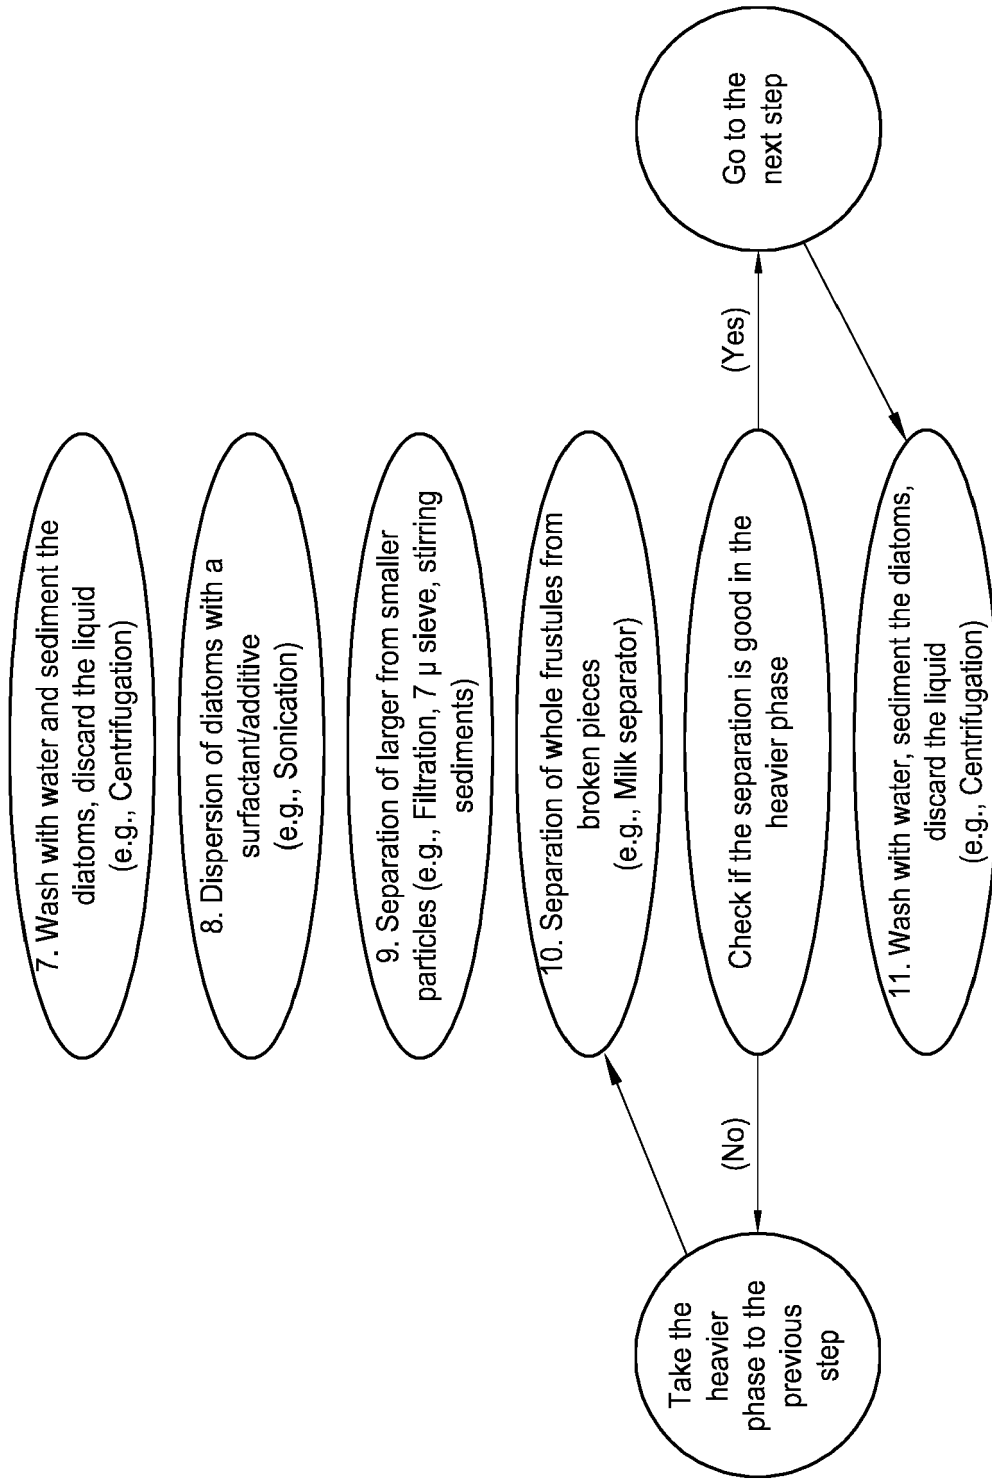 7. Wash with water and sediment the
diatoms, discard the liquid
(e.g., Centrifugation)
8. Dispersion of diatoms with a
surfactant/additive
(e.g., Sonication)
9. Separation of larger from smaller
particles (e.g., Filtration, 7 μ sieve, stirring
sediments)
10. Separation of whole frustules from
broken pieces
(e.g., Milk separator)
Take the
heavier
phase to the
previous
step
(No)
Check if the separation is good in the
heavier phase
(Yes)
Go to the
next step
11. Wash with water, sediment the diatoms,
discard the liquid
(e.g., Centrifugation)